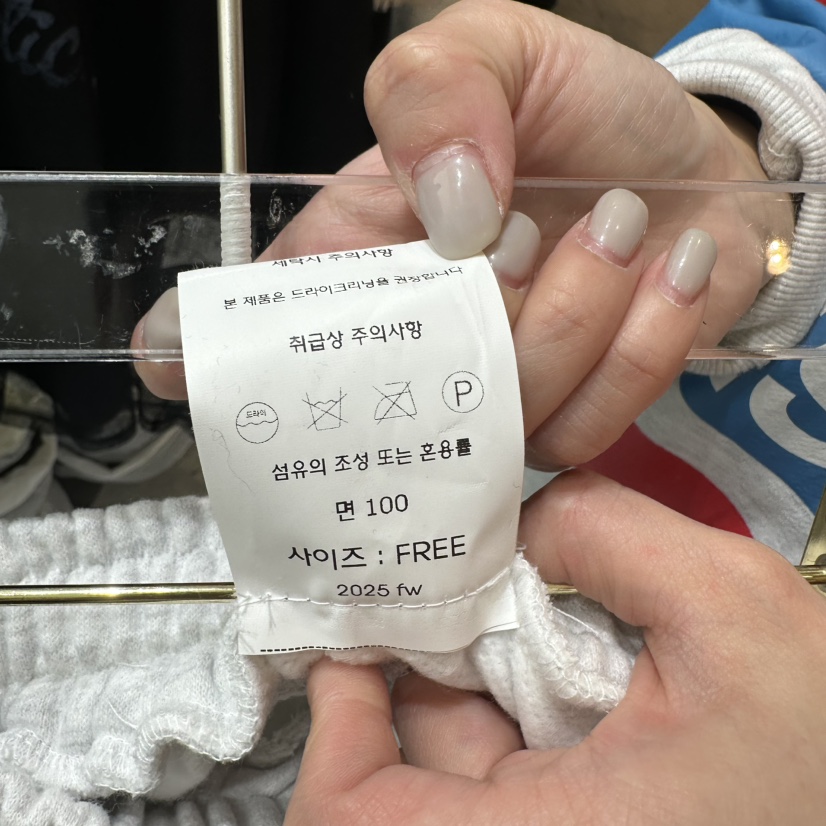 세탁시 주의사항
본 제품은 드라이크리닝을 권장합니다
취급상 주의사항
드라이 P
섬유의 조성 또는 혼용률
면 100
사이즈 : FREE
2025 fw